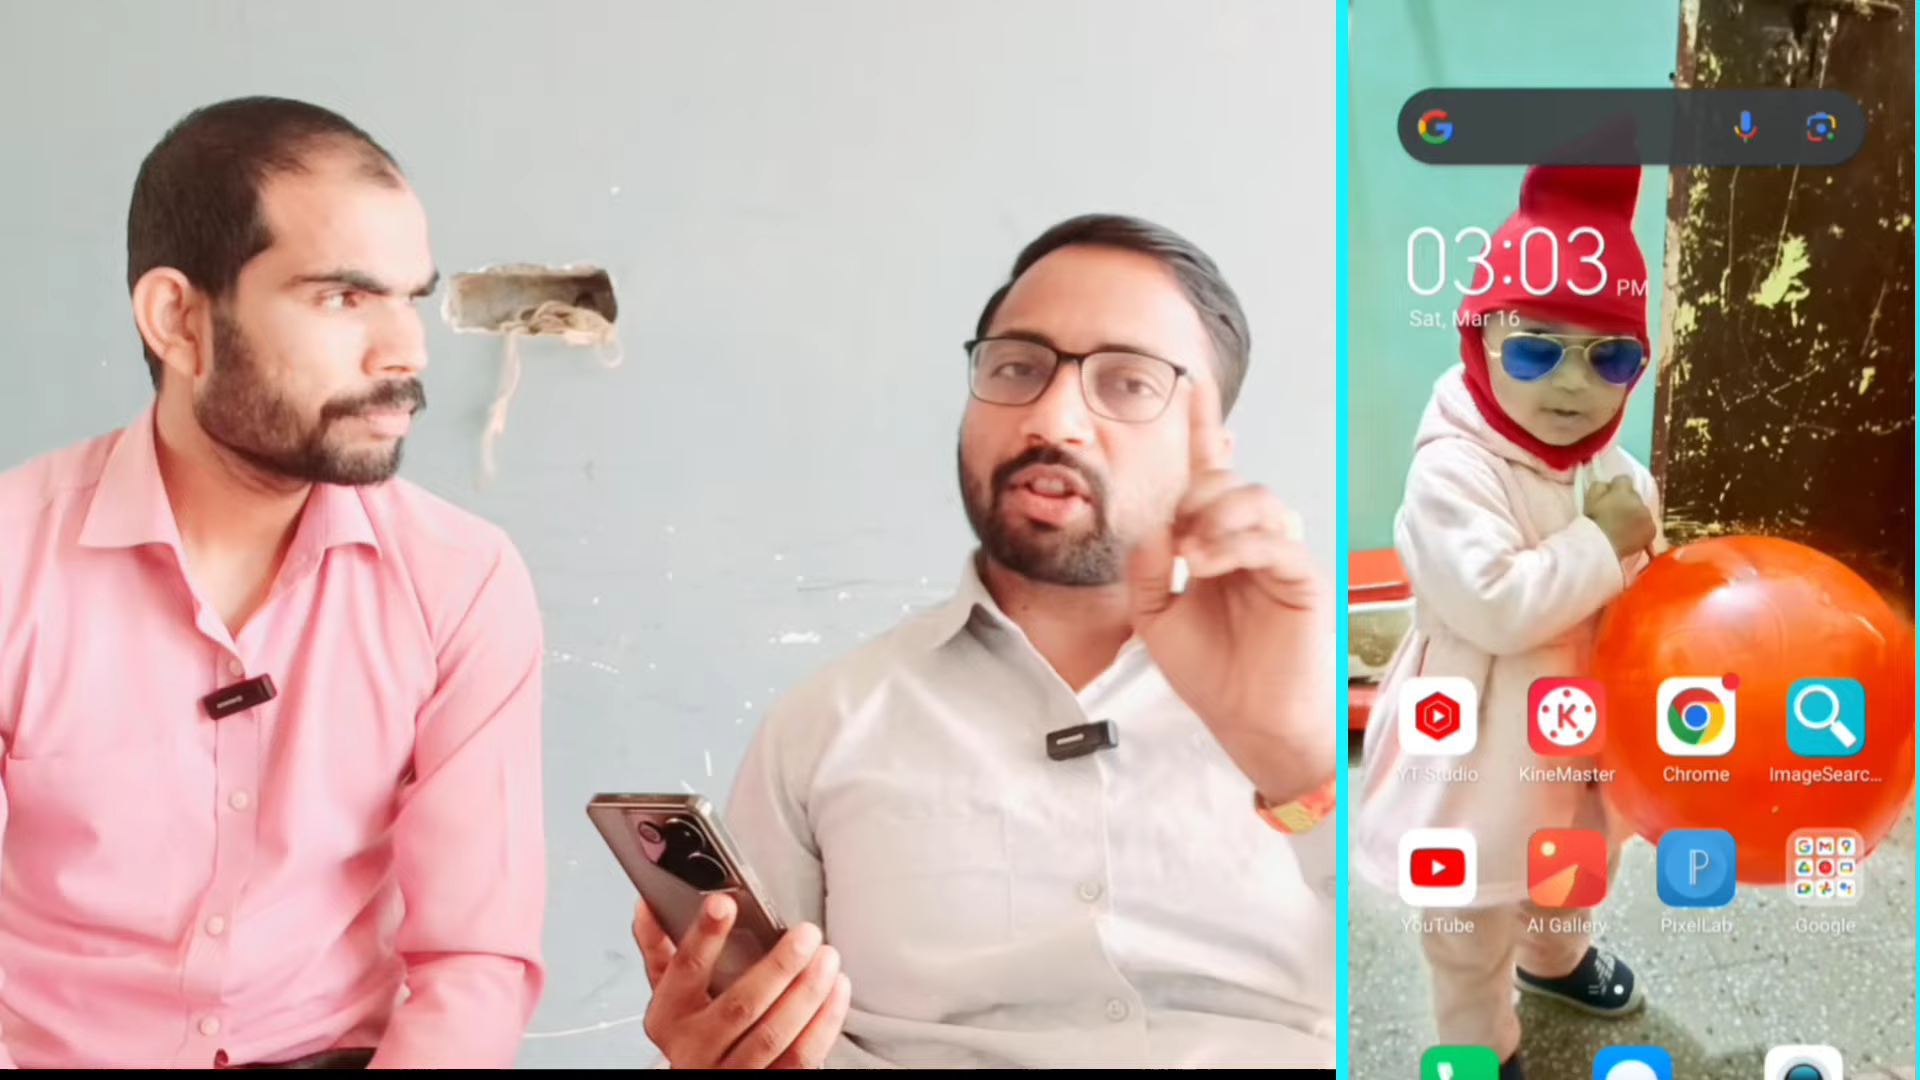 03:03 PM
Sat, Mar 16
YT Studio
KineMaster
Chrome
ImageSearc...
YouTube
AI Gallery
PixelLab
Google